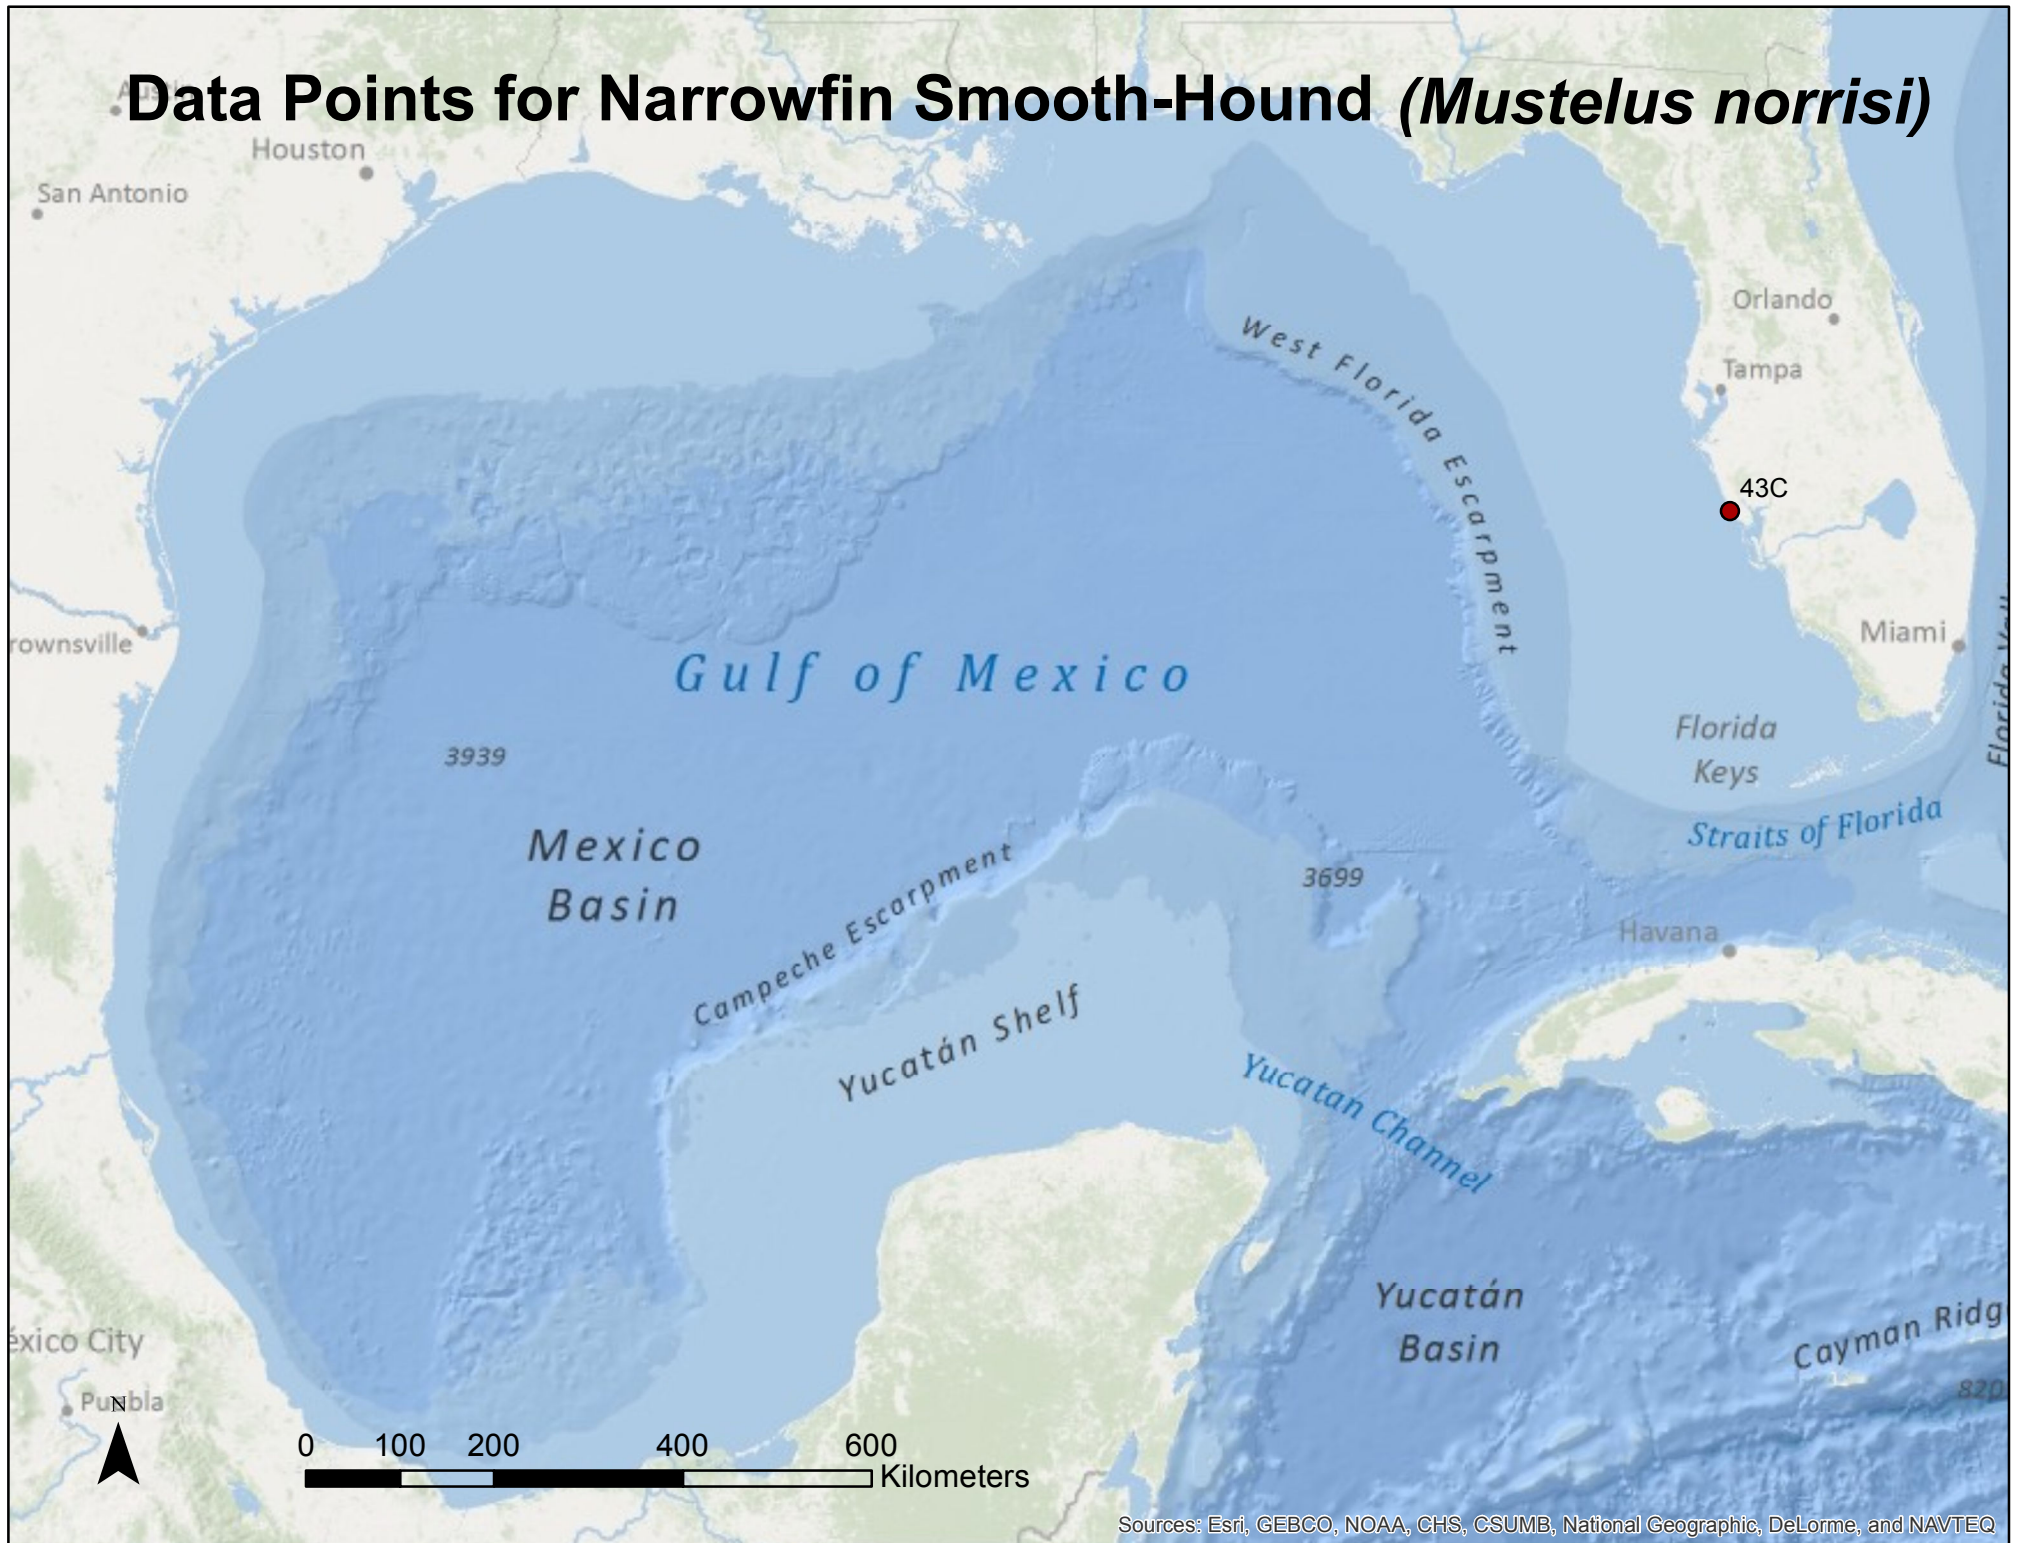 Data Points for Narrowfin Smooth-Hound (Mustelus norrisi)
Houston
San Antonio
Orlando
West Florida Escarpment
Tampa
43C
Miami
rownsville
Gulf of Mexico
Florida
Keys
3939
Straits of Florida
Mexico
Basin
Campeche Escarpment
3699
Havana
Yucatán Shelf
Yucatan Channel
Yucatán
Basin
Cayman Ridg
éxico City
820
Puebla
N
0 100 200 400 600
Kilometers
Sources: Esri, GEBCO, NOAA, CHS, CSUMB, National Geographic, DeLorme, and NAVTEQ